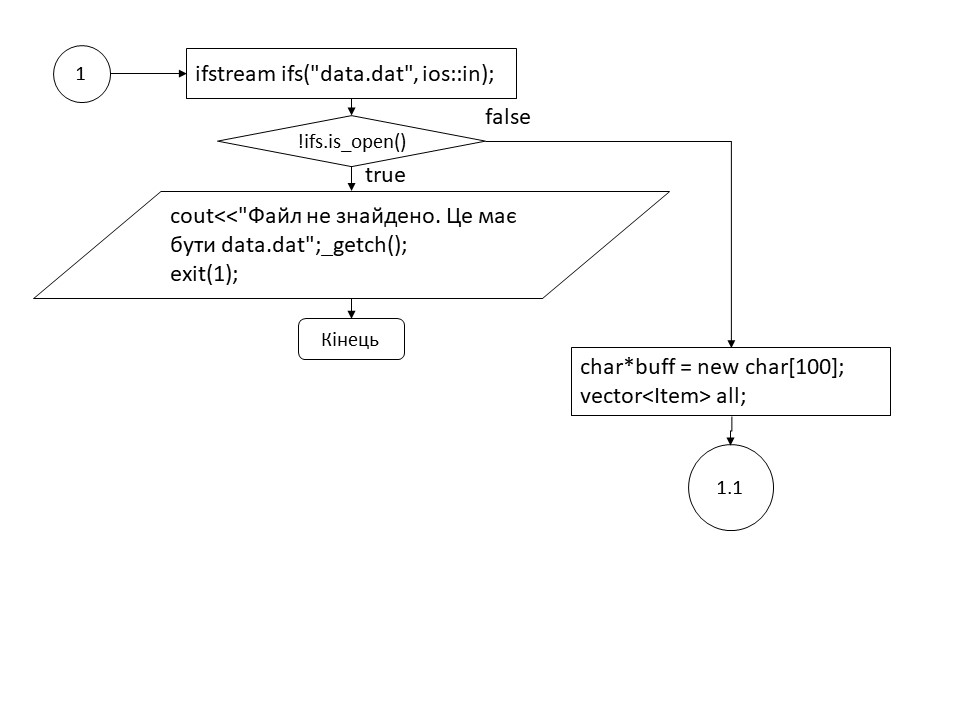 1
ifstream ifs("data.dat", ios::in);
false
!ifs.is_open()
true
cout<<"Файл не знайдено. Це має
бути data.dat";_getch();
exit(1);
Кінець
char*buff = new char[100];
vector<Item> all;
1.1